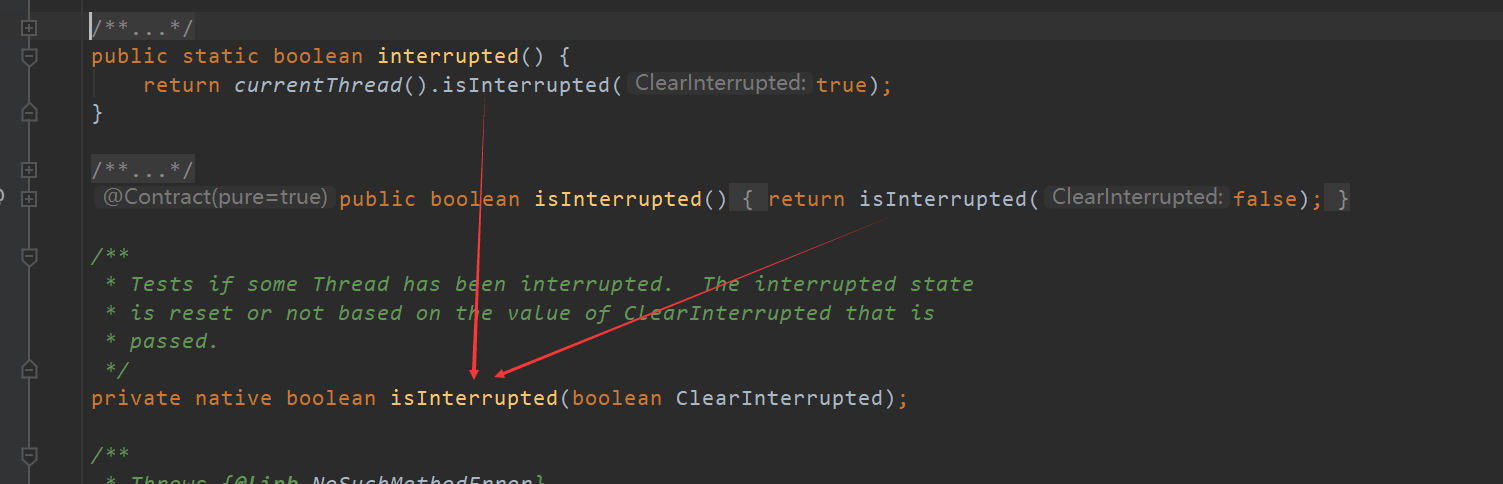 /**...*/
public static boolean interrupted() {
return currentThread().isInterrupted( ClearInterrupted: true);
}
/**...*/
@Contract(pure=true) public boolean isInterrupted() { return isInterrupted( ClearInterrupted: false); }
/**
* Tests if some Thread has been interrupted.  The interrupted state
* is reset or not based on the value of ClearInterrupted that is
* passed.
*/
private native boolean isInterrupted(boolean ClearInterrupted);
/**
* Throws {@link NoSuchMethodError}